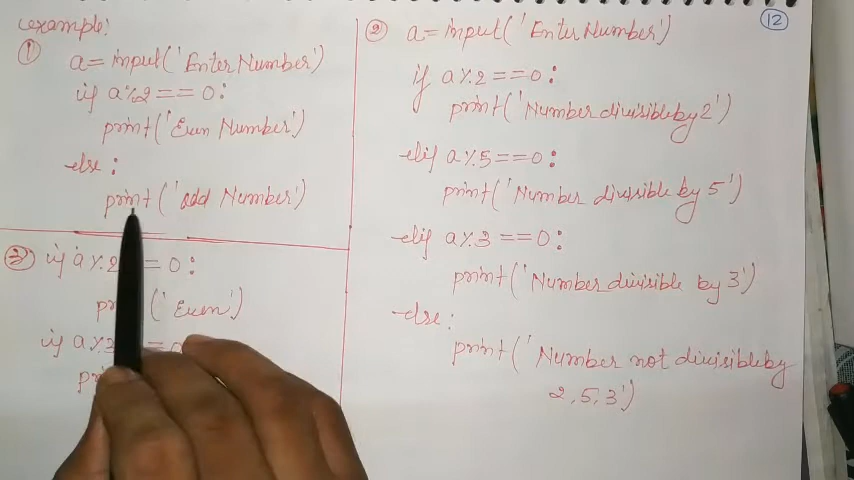 example:
①
a=input('Enter Number')
if a%2 == 0:
print('Even Number')
else:
print('odd Number')
③ if a%2 == 0:
('Even')
if a%3 = 0
② a=input('Enter Number')
if a%2 ==0:
print('Number divisible by 2')
elif a%5 ==0:
print('Number divisible by 5')
elif a%3 ==0:
print('Number divisible by 3')
else:
print('Number not divisible by
2,5,3')
12